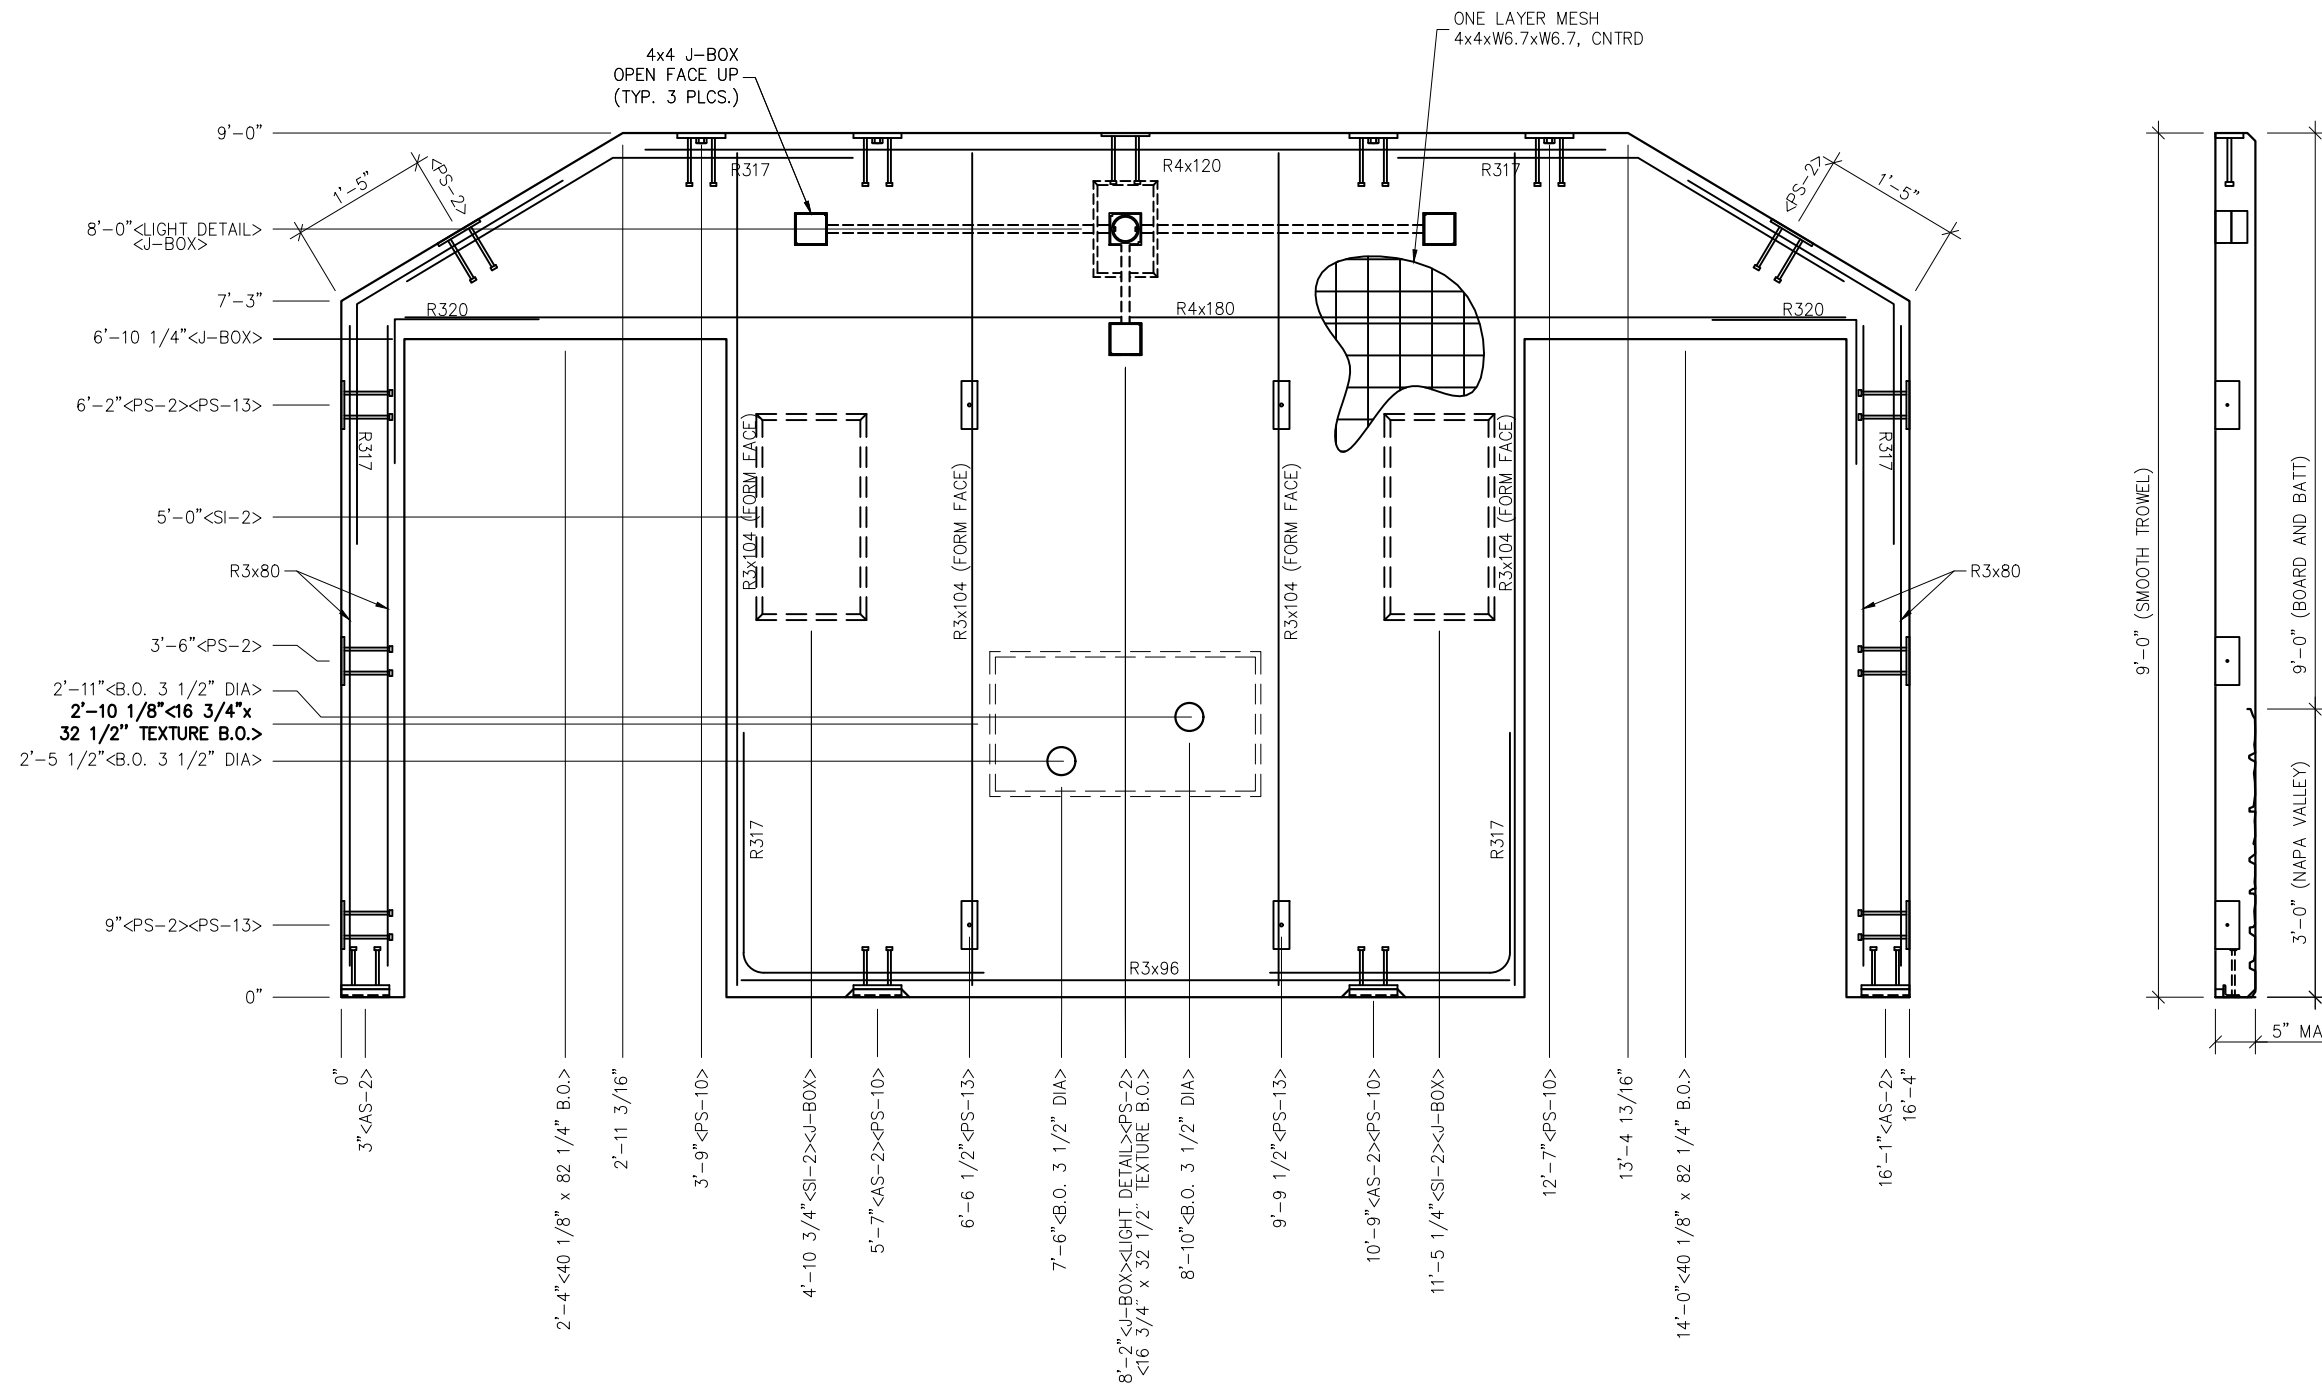 ONE LAYER MESH
4x4xW6.7xW6.7, CNTRD
4x4 J-BOX
OPEN FACE UP
(TYP. 3 PLCS.)
9'-0"
1'-5"
<PS-2>
R317
R4x120
R317
<PS-2>
1'-5"
8'-0"<LIGHT DETAIL>
<J-BOX>
7'-3"
R320
R4x180
R320
6'-10 1/4"<J-BOX>
6'-2"<PS-2><PS-13>
R317
R3x104 (FORM FACE)
R3x104 (FORM FACE)
R3x104 (FORM FACE)
R3x104 (FORM FACE)
R317
5'-0"<SI-2>
R3x80
R3x80
3'-6"<PS-2>
2'-11"<B.O. 3 1/2" DIA>
2'-10 1/8"<16 3/4"x
32 1/2" TEXTURE B.O.>
2'-5 1/2"<B.O. 3 1/2" DIA>
R317
R317
9"<PS-2><PS-13>
R3x96
0"
9'-0" (SMOOTH TROWEL)
9'-0" (BOARD AND BATT)
3'-0" (NAPA VALLEY)
5" MA
0"
3"<AS-2>
2'-4"<40 1/8" x 82 1/4" B.O.>
2'-11 3/16"
3'-9"<PS-10>
4'-10 3/4"<SI-2><J-BOX>
5'-7"<AS-2><PS-10>
6'-6 1/2"<PS-13>
7'-6"<B.O. 3 1/2" DIA>
8'-2"<J-BOX><LIGHT DETAIL><PS-2>
<16 3/4" x 32 1/2" TEXTURE B.O.>
8'-10"<B.O. 3 1/2" DIA>
9'-9 1/2"<PS-13>
10'-9"<AS-2><PS-10>
11'-5 1/4"<SI-2><J-BOX>
12'-7"<PS-10>
13'-4 13/16"
14'-0"<40 1/8" x 82 1/4" B.O.>
16'-1"<AS-2>
16'-4"